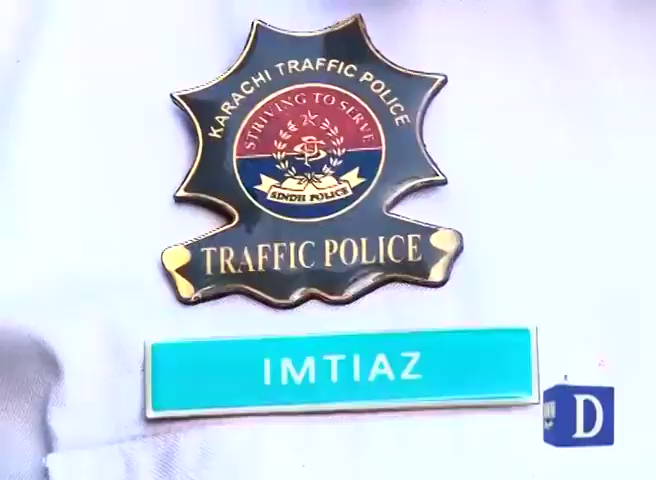 KARACHI TRAFFIC POLICE
STRIVING TO SERVE
SINDH POLICE
TRAFFIC POLICE
IMTIAZ
D